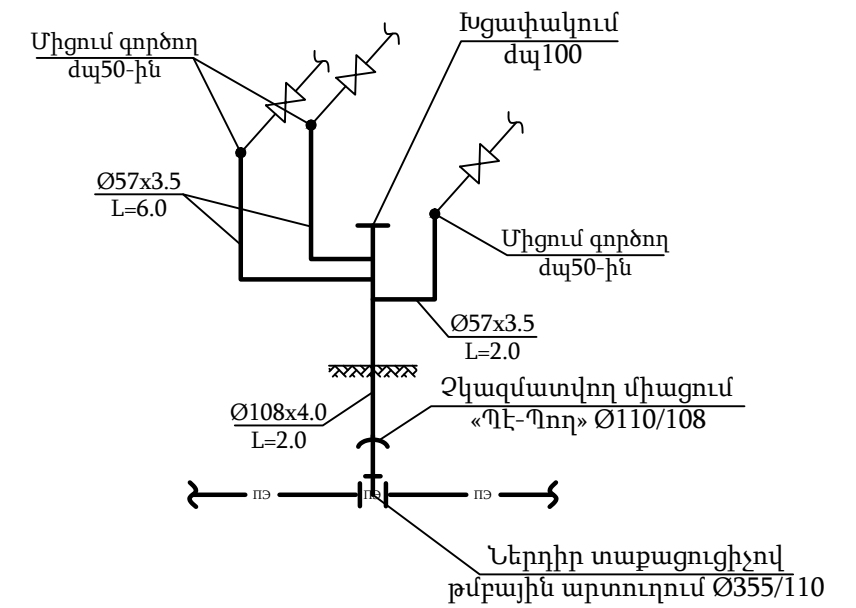 Խցափակում
դպ100
Միցում գործող
դպ50-ին
Ø57x3.5
L=6.0
Միցում գործող
դպ50-ին
Ø57x3.5
L=2.0
Չկազմատվող միացում
«Պէ-Պող» Ø110/108
Ø108x4.0
L=2.0
ПЭ
ПЭ
ПЭ
Ներդիր տաքացուցիչով
թմբային արտուղում Ø355/110